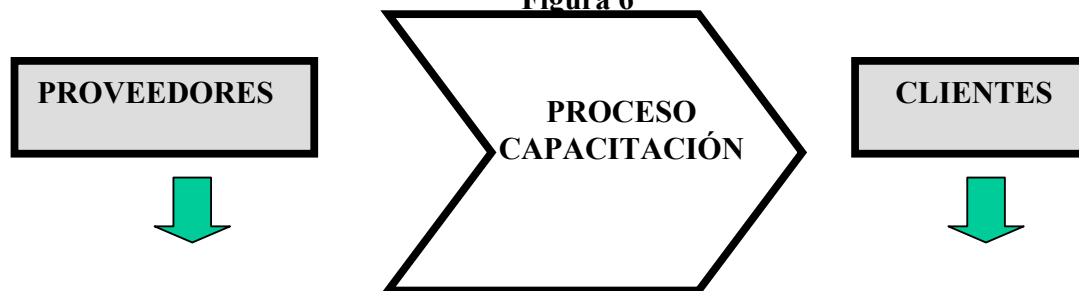 Figura 6
PROVEEDORES
PROCESO
CAPACITACIÓN
CLIENTES